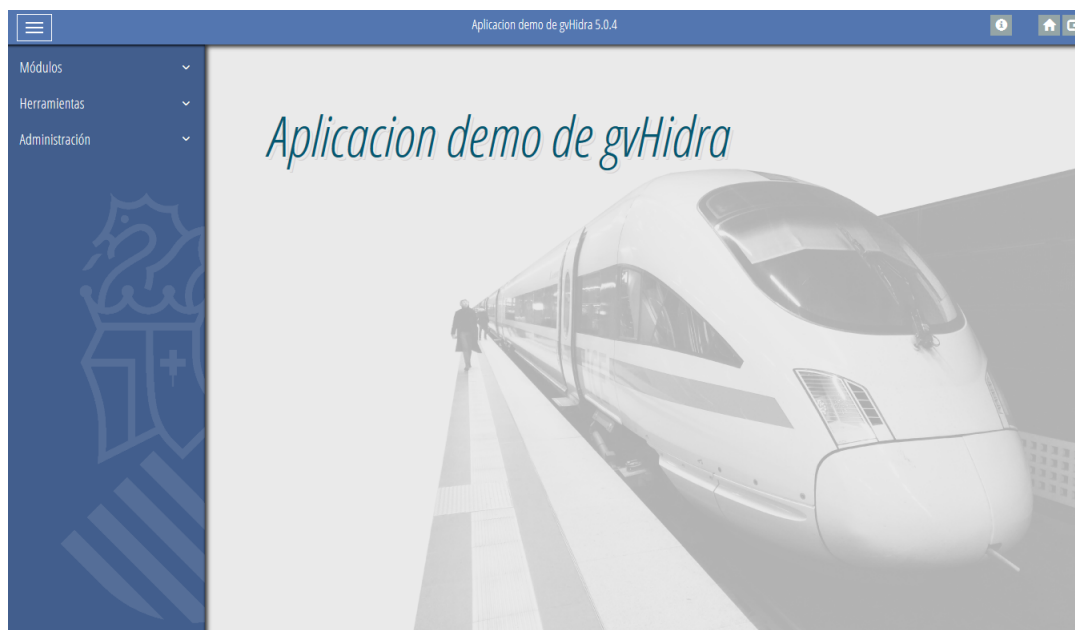 Aplicacion demo de gvHidra 5.0.4
Módulos
Herramientas
Administración
Aplicacion demo de gvHidra